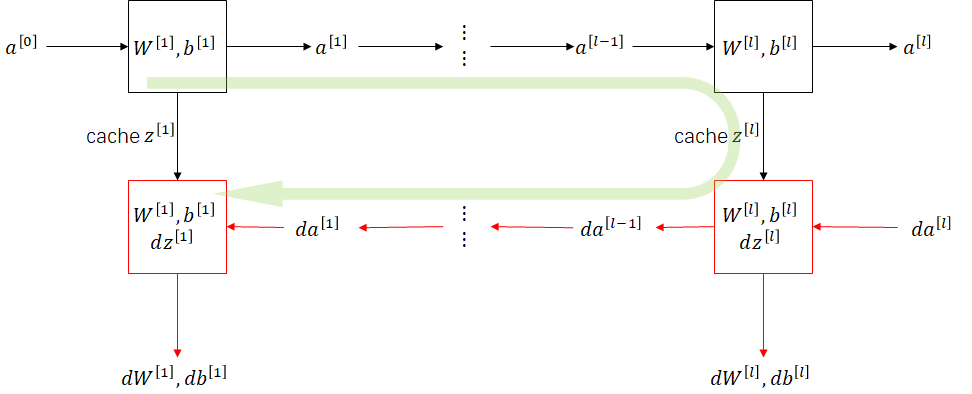 a^[0] W^[1], b^[1] a^[1] ⋮ a^[l−1] W^[l], b^[l] a^[l]
cache z^[1] cache z^[l]
W^[1], b^[1] W^[l], b^[l]
dz^[1] da^[1] ⋮ da^[l−1] dz^[l] da^[l]
dW^[1], db^[1] dW^[l], db^[l]